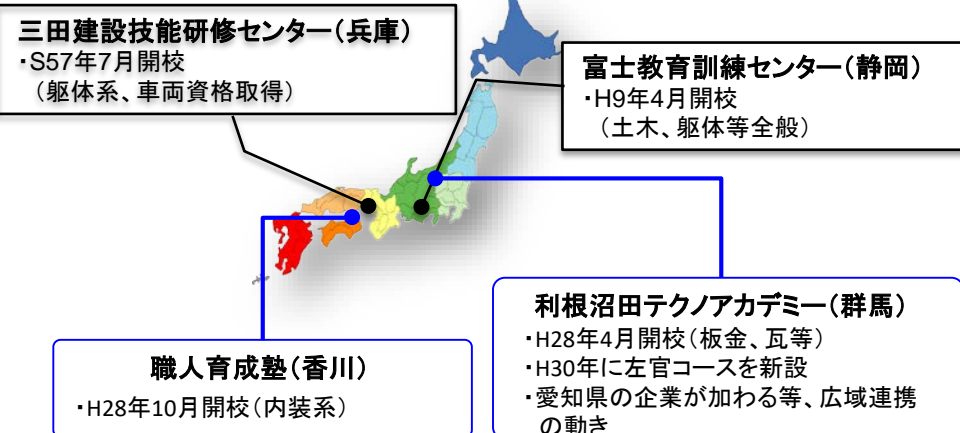 三田建設技能研修センター(兵庫)
・S57年7月開校
(躯体系、車両資格取得)
富士教育訓練センター(静岡)
・H9年4月開校
(土木、躯体等全般)
職人育成塾(香川)
・H28年10月開校(内装系)
利根沼田テクノアカデミー(群馬)
・H28年4月開校(板金、瓦等)
・H30年に左官コースを新設
・愛知県の企業が加わる等、広域連携
の動き